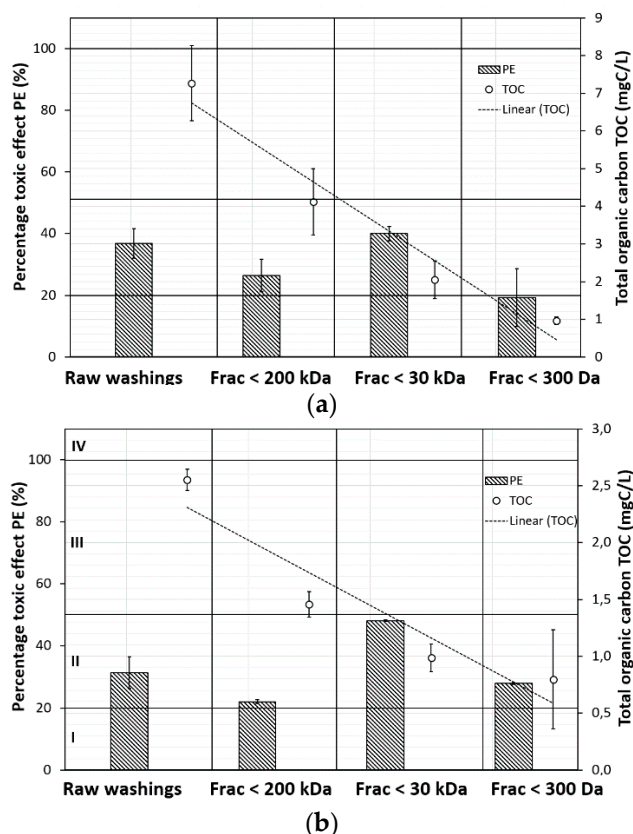 Percentage toxic effect PE (%)
100
80
60
40
20
0
PE
TOC
Linear (TOC)
9
8
7
6
5
4
3
2
1
0
Total organic carbon TOC (mgC/L)
Raw washings Frac < 200 kDa Frac < 30 kDa Frac < 300 Da
(a)
Percentage toxic effect PE (%)
100
80
60
40
20
0
IV
III
II
I
PE
TOC
Linear (TOC)
3,0
2,5
2,0
1,5
1,0
0,5
0,0
Total organic carbon TOC (mgC/L)
Raw washings Frac < 200 kDa Frac < 30 kDa Frac < 300 Da
(b)